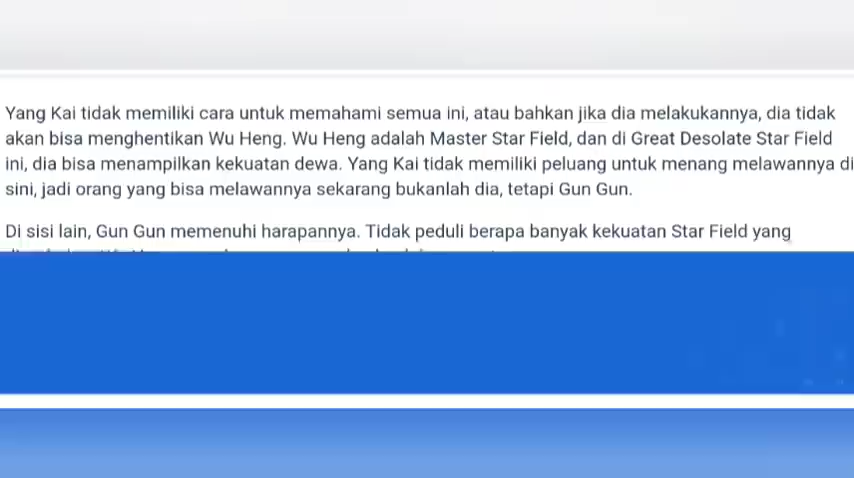 Yang Kai tidak memiliki cara untuk memahami semua ini, atau bahkan jika dia melakukannya, dia tidak
akan bisa menghentikan Wu Heng. Wu Heng adalah Master Star Field, dan di Great Desolate Star Field
ini, dia bisa menampilkan kekuatan dewa. Yang Kai tidak memiliki peluang untuk menang melawannya di
sini, jadi orang yang bisa melawannya sekarang bukanlah dia, tetapi Gun Gun.
Di sisi lain, Gun Gun memenuhi harapannya. Tidak peduli berapa banyak kekuatan Star Field yang